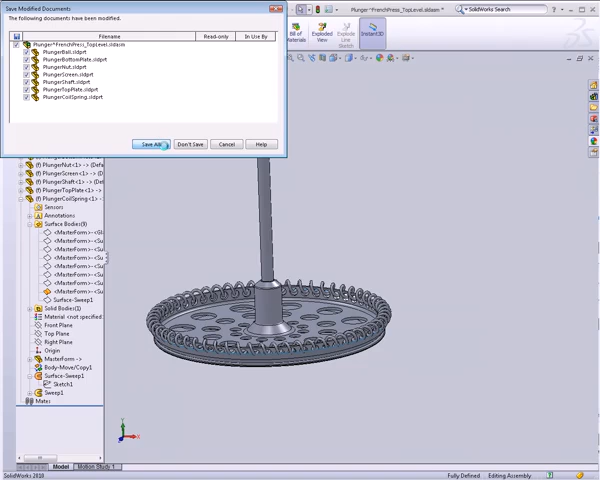 Save Modified Documents
The following documents have been modified.
Filename Read-only In Use By
Plunger^FrenchPress_TopLevel.sldasm
PlungerBall.sldprt
PlungerBottomPlate.sldprt
PlungerNut.sldprt
PlungerScreen.sldprt
PlungerShaft.sldprt
PlungerTopPlate.sldprt
PlungerCoilSpring.sldprt
Save All Don't Save Cancel Help
Plunger^FrenchPress_TopLevel.sldasm *
SolidWorks Search
Bill of Materials
Exploded View
Explode Line Sketch
Instant3D
(f) PlungerNut<1> -> (Def
(f) PlungerScreen<1> -> (D
(f) PlungerShaft<1> -> (De
(f) PlungerTopPlate<1> ->
(f) PlungerCoilSpring<1> ->
Sensors
Annotations
Surface Bodies(8)
<MasterForm>-<Gl
<MasterForm>-<Su
<MasterForm>-<Su
<MasterForm>-<Su
<MasterForm>-<Su
<MasterForm>-<Su
<MasterForm>-<Su
<MasterForm>-<Su
Surface-Sweep1
Solid Bodies(1)
Material <not specified:
Front Plane
Top Plane
Right Plane
Origin
MasterForm ->
Body-Move/Copy1
Surface-Sweep1
Sketch1
Sweep1
Mates
Y
X
Z
Model Motion Study 1
SolidWorks 2010 Fully Defined Editing Assembly